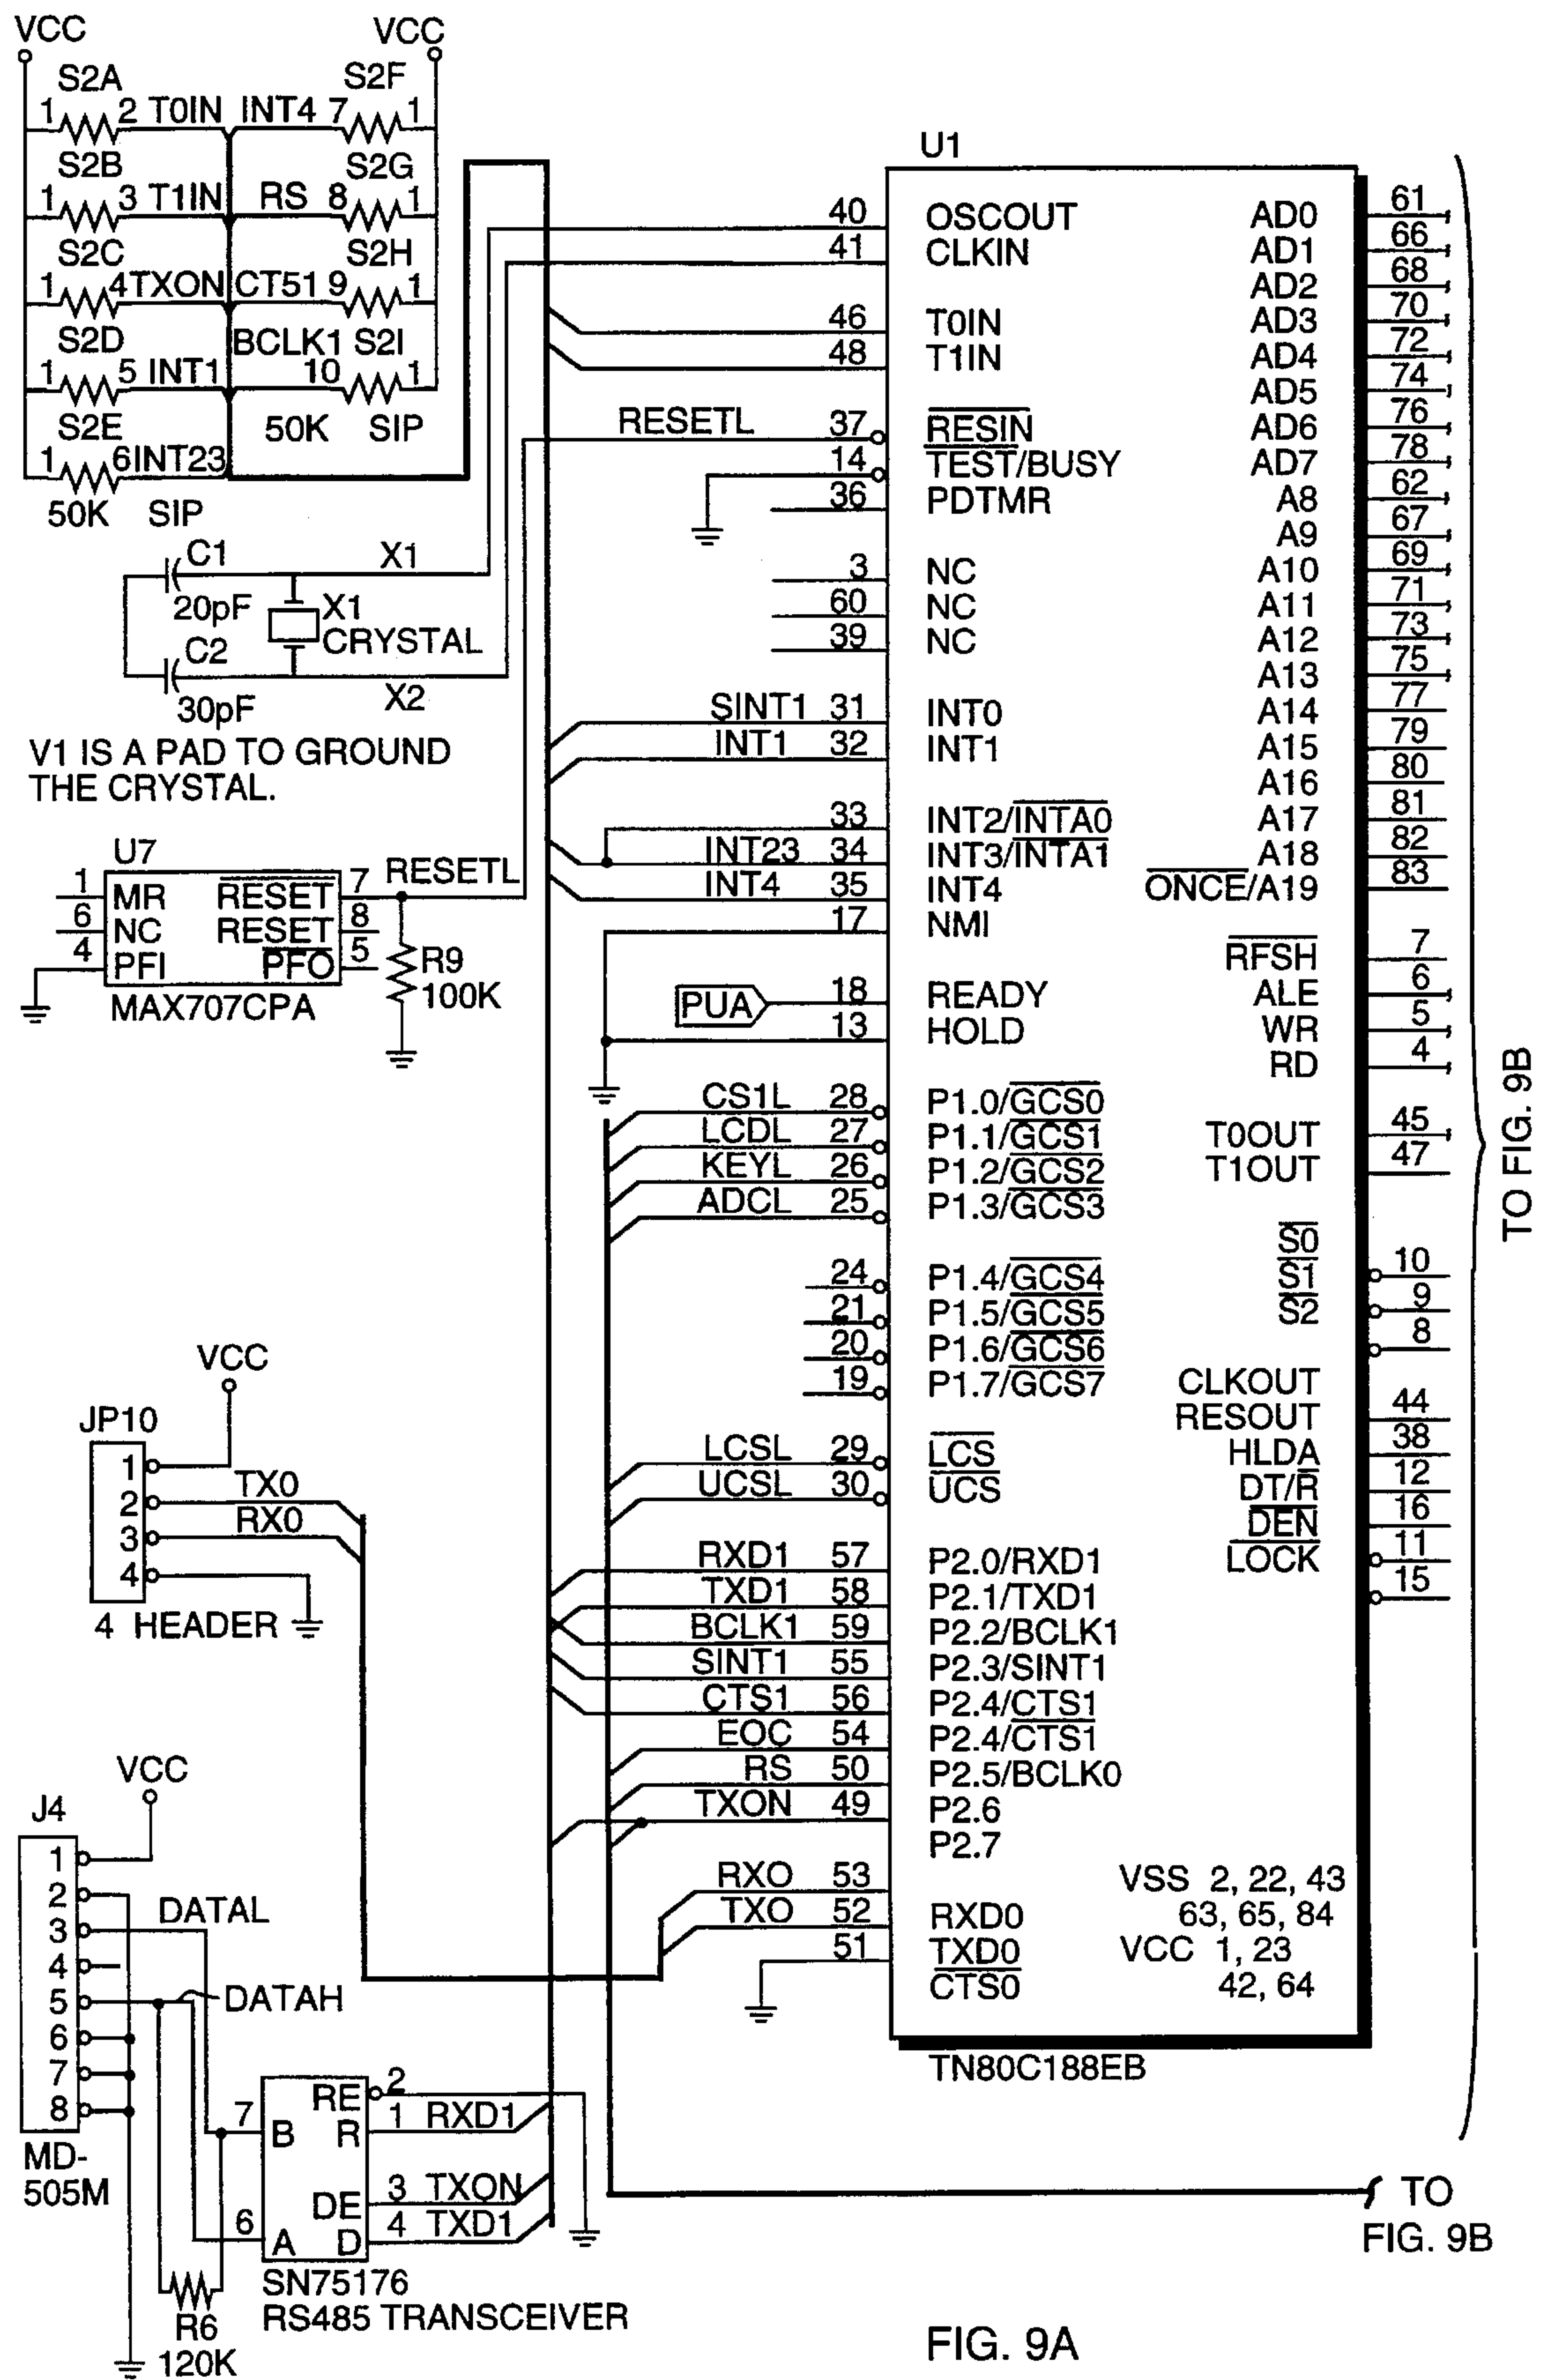 VCC VCC
S2A S2F
1 2 T0IN INT4 7 1
S2B S2G
1 3 T1IN RS 8 1
S2C S2H
1 4TXON CT51 9 1
S2D BCLK1 S2I
1 5 INT1 10 1
S2E 50K SIP
1 6INT23
50K SIP
C1 X1
20pF X1
CRYSTAL
C2
30pF X2
V1 IS A PAD TO GROUND
THE CRYSTAL.
U7
1 MR RESET 7 RESETL
6 NC RESET 8
4 PFI PFO 5
R9
100K
MAX707CPA
VCC
JP10
1
2 TX0
3 RX0
4
4 HEADER
VCC
J4
1
2
3 DATAL
4
5 DATAH
6
7
8
MD-
505M
RE 2
7 B R 1 RXD1
DE 3 TXON
6 A D 4 TXD1
SN75176
RS485 TRANSCEIVER
R6
120K
U1
40 OSCOUT
41 CLKIN
46 T0IN
48 T1IN
RESETL 37 RESIN
14 TEST/BUSY
36 PDTMR
3 NC
60 NC
39 NC
SINT1 31 INT0
INT1 32 INT1
33 INT2/INTA0
INT23 34 INT3/INTA1
INT4 35 INT4
17 NMI
PUA 18 READY
13 HOLD
CS1L 28 P1.0/GCS0
LCDL 27 P1.1/GCS1
KEYL 26 P1.2/GCS2
ADCL 25 P1.3/GCS3
24 P1.4/GCS4
21 P1.5/GCS5
20 P1.6/GCS6
19 P1.7/GCS7
LCSL 29 LCS
UCSL 30 UCS
RXD1 57 P2.0/RXD1
TXD1 58 P2.1/TXD1
BCLK1 59 P2.2/BCLK1
SINT1 55 P2.3/SINT1
CTS1 56 P2.4/CTS1
EOC 54 P2.4/CTS1
RS 50 P2.5/BCLK0
TXON 49 P2.6
P2.7
RXO 53 RXD0
TXO 52 TXD0
51 CTS0
AD0 61
AD1 66
AD2 68
AD3 70
AD4 72
AD5 74
AD6 76
AD7 78
A8 62
A9 67
A10 69
A11 71
A12 73
A13 75
A14 77
A15 79
A16 80
A17 81
A18 82
ONCE/A19 83
RFSH 7
ALE 6
WR 5
RD 4
T0OUT 45
T1OUT 47
S0
S1 10
S2 9
8
CLKOUT
RESOUT 44
HLDA 38
DT/R 12
DEN 16
LOCK 11
15
VSS 2, 22, 43
63, 65, 84
VCC 1, 23
42, 64
TN80C188EB
TO FIG. 9B
TO
FIG. 9B
FIG. 9A